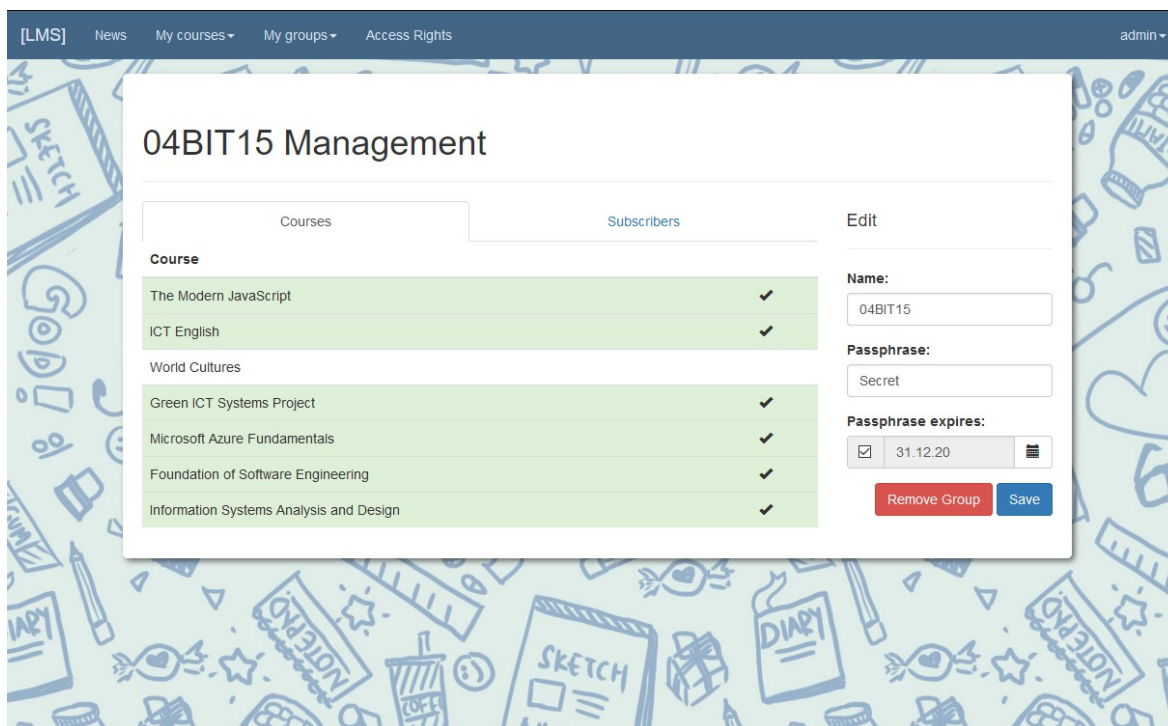 [LMS] News My courses My groups Access Rights admin
04BIT15 Management
Courses Subscribers
Course
The Modern JavaScript
ICT English
World Cultures
Green ICT Systems Project
Microsoft Azure Fundamentals
Foundation of Software Engineering
Information Systems Analysis and Design
Edit
Name:
04BIT15
Passphrase:
Secret
Passphrase expires:
31.12.20
Remove Group Save
SKETCH
DIARY
NOTEPAD
SKETCH
DIARY
NOTEPAD